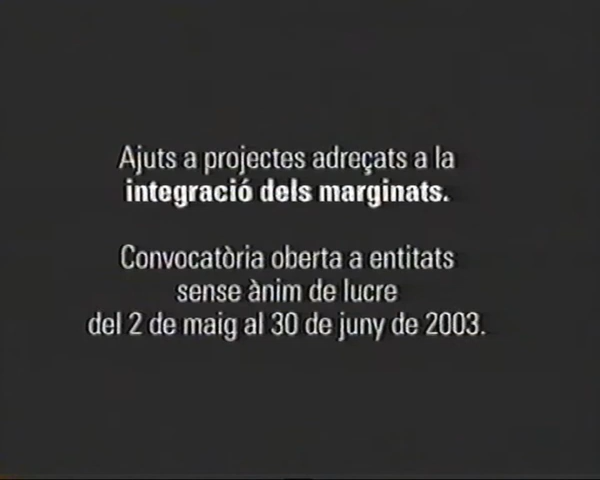 Ajuts a projectes adreçats a la
integració dels marginats.
Convocatòria oberta a entitats
sense ànim de lucre
del 2 de maig al 30 de juny de 2003.